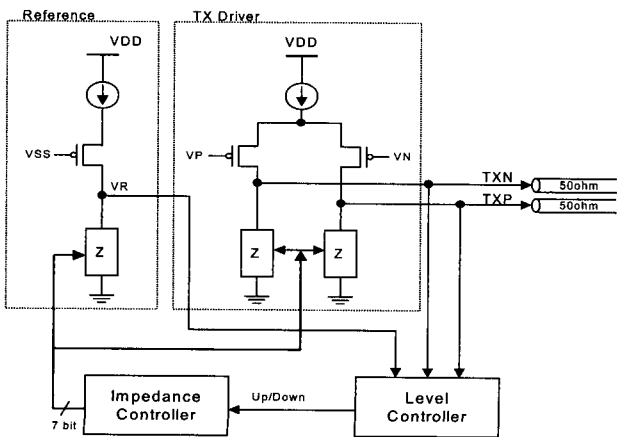 Reference
TX Driver
VDD
VDD
VSS
VP
VN
VR
TXN
50ohm
TXP
50ohm
Z
Z
Z
Impedance
Controller
Up/Down
Level
Controller
7 bit